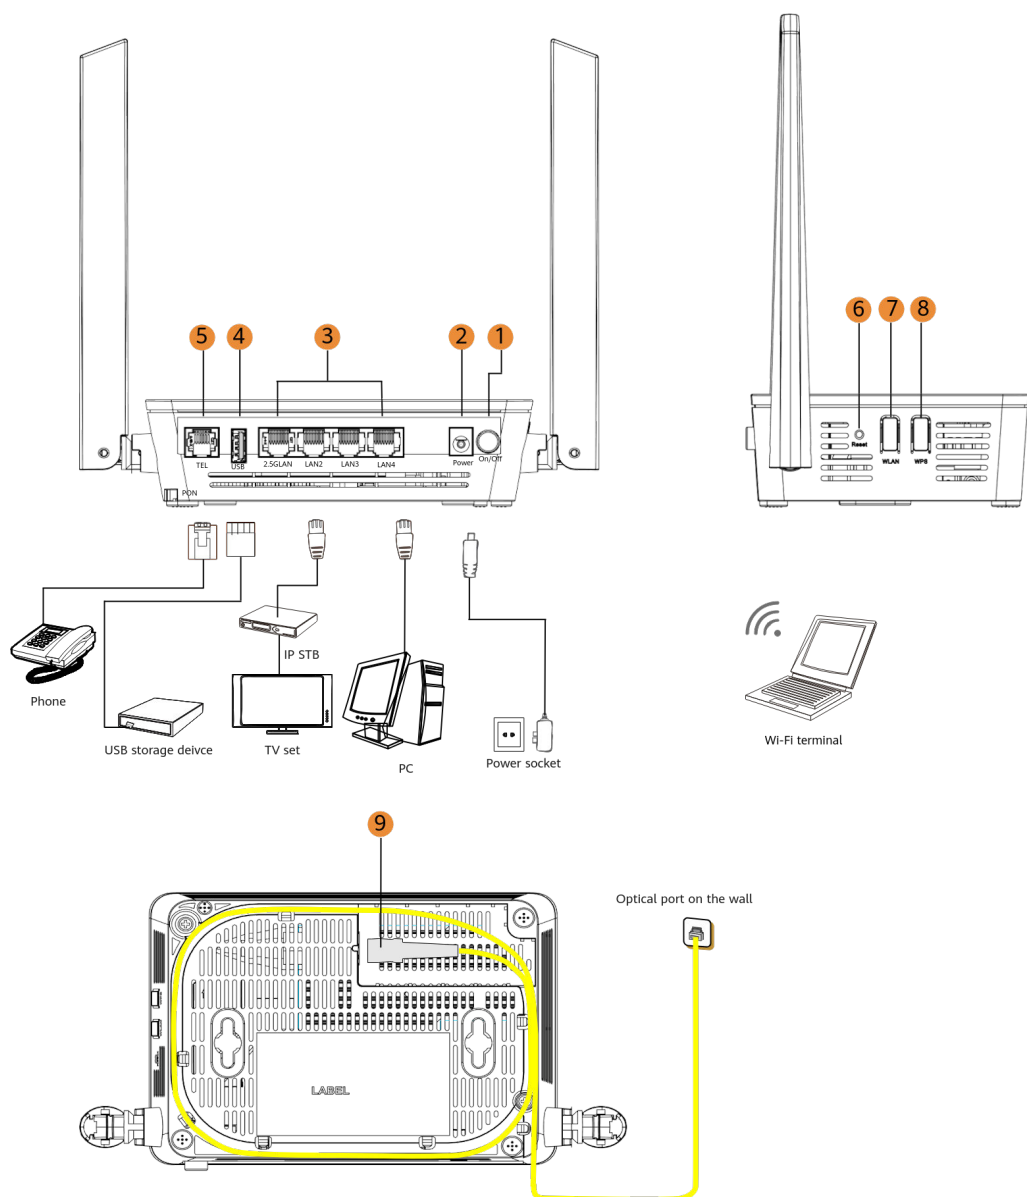 5
4
3
2
1
6
7
8
TEL
USB
2.5GLAN
LAN2
LAN3
LAN4
Power
On/Off
PON
Reset
WLAN
WPS
Phone
USB storage deivce
IP STB
TV set
PC
Power socket
Wi-Fi terminal
9
Optical port on the wall
LABEL